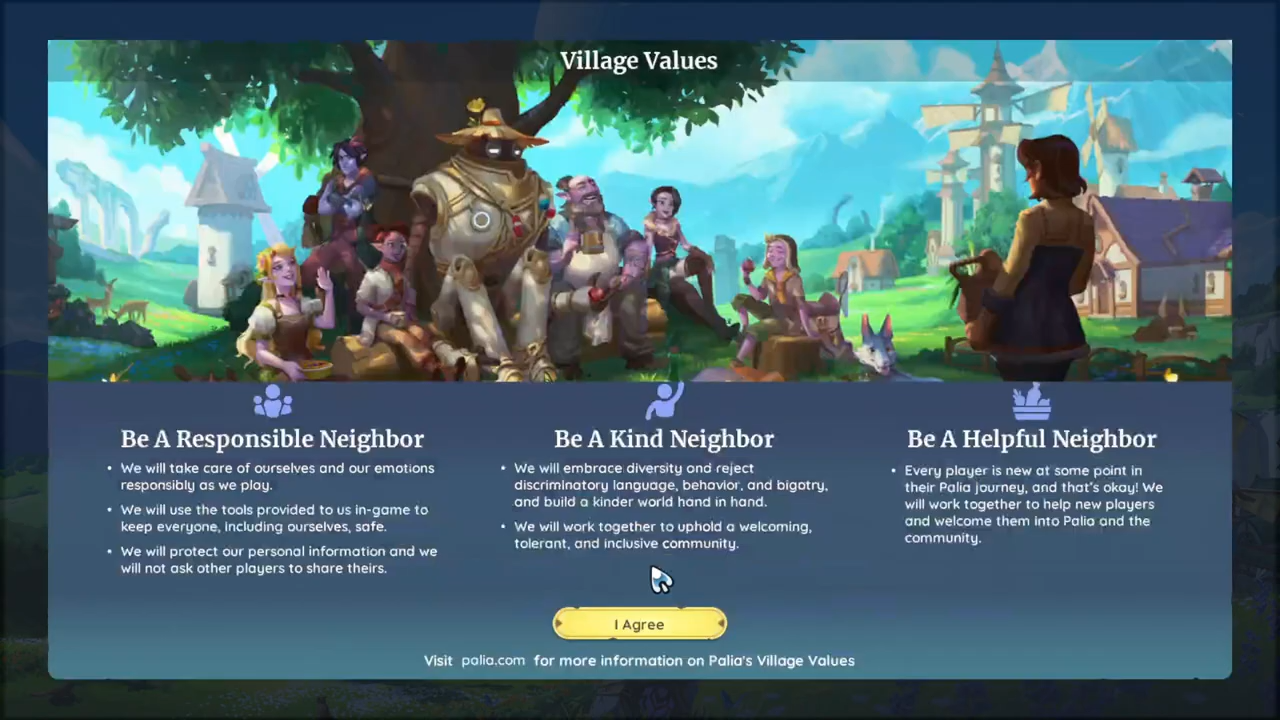 Village Values
Be A Responsible Neighbor
• We will take care of ourselves and our emotions
responsibly as we play.
• We will use the tools provided to us in-game to
keep everyone, including ourselves, safe.
• We will protect our personal information and we
will not ask other players to share theirs.
Be A Kind Neighbor
• We will embrace diversity and reject
discriminatory language, behavior, and bigotry,
and build a kinder world hand in hand.
• We will work together to uphold a welcoming,
tolerant, and inclusive community.
Be A Helpful Neighbor
• Every player is new at some point in
their Palia journey, and that's okay! We
will work together to help new players
and welcome them into Palia and the
community.
I Agree
Visit palia.com for more information on Palia's Village Values